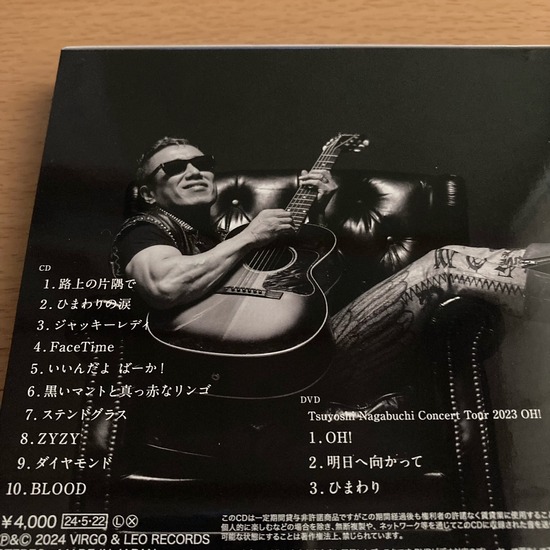 CD
1. 路上の片隅で
2. ひまわりの涙
3. ジャッキーレディ
4. FaceTime
5. いいんだよ ばーか！
6. 黒いマントと真っ赤なリンゴ
7. ステンドグラス
8. ZYZY
9. ダイヤモンド
10. BLOOD
DVD
Tsuyoshi Nagabuchi Concert Tour 2023 OH!
1. OH!
2. 明日へ向かって
3. ひまわり
¥4,000 24・5・22 Ⓛ Ⓧ
℗&© 2024 VIRGO & LEO RECORDS
このCDは一定期間貸与非許諾商品ですがこの期間経過後も権利者の許諾なく賃貸業に使用するこ
個人的に楽しむなどの場合を除き、無断複製や、ネットワーク等を通じてこのCDに収録された音を送
可能な状態にすることは著作権法上、禁じられています。